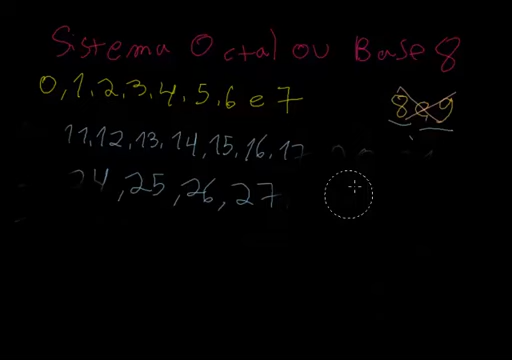 Sistema Octal ou Base 8
0, 1, 2, 3, 4, 5, 6 e 7
8 e 9
11, 12, 13, 14, 15, 16, 17
24, 25, 26, 27